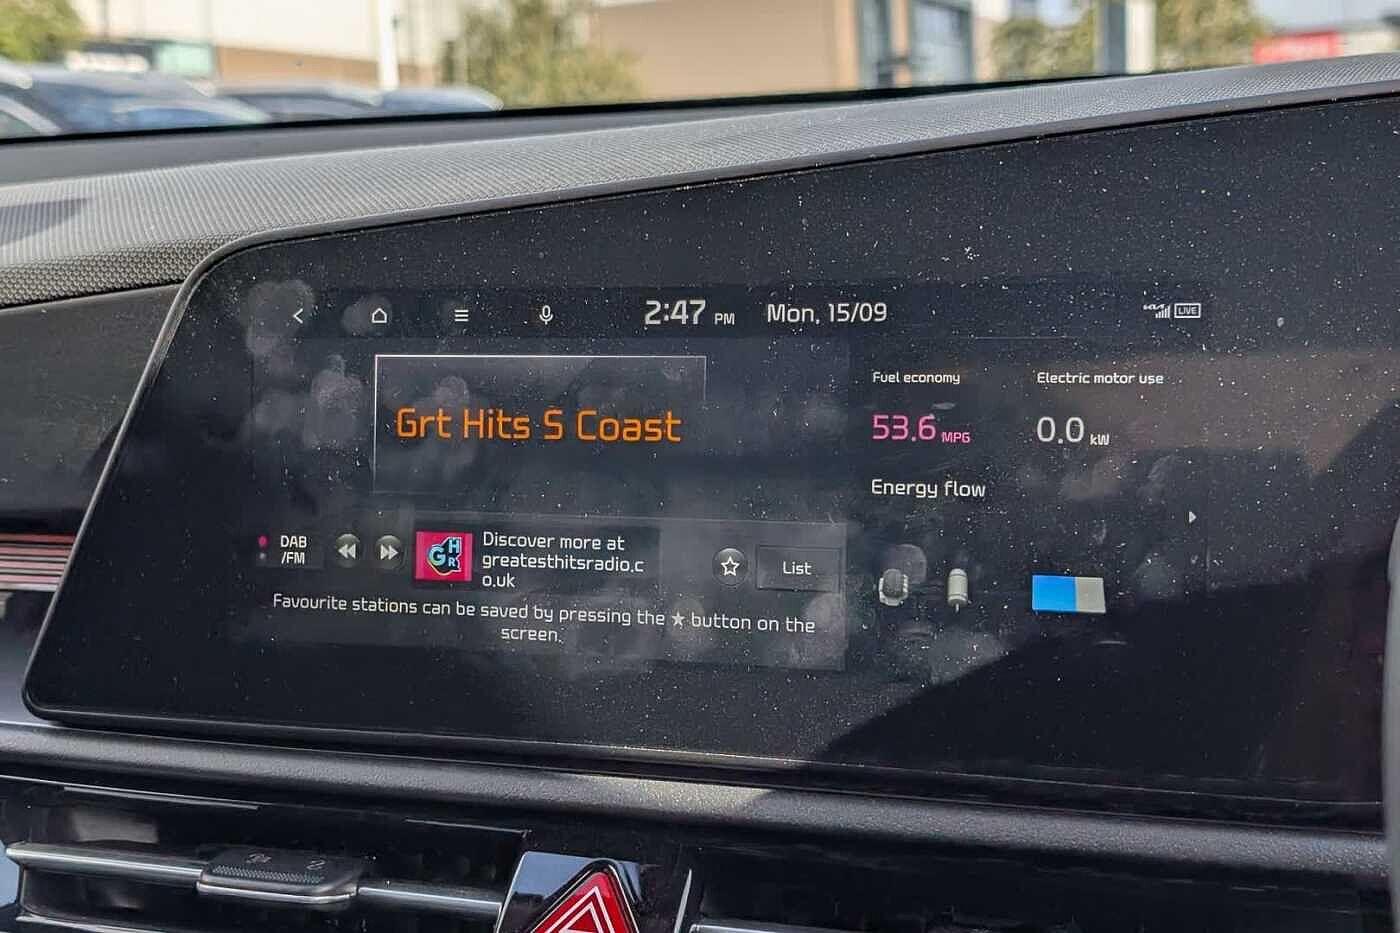 2:47 PM Mon, 15/09
LIVE
Grt Hits S Coast
Fuel economy
Electric motor use
53.6 MPG
0.0 kW
Energy flow
DAB
/FM
GHR
Discover more at
greatesthitsradio.c
o.uk
List
Favourite stations can be saved by pressing the ★ button on the
screen.